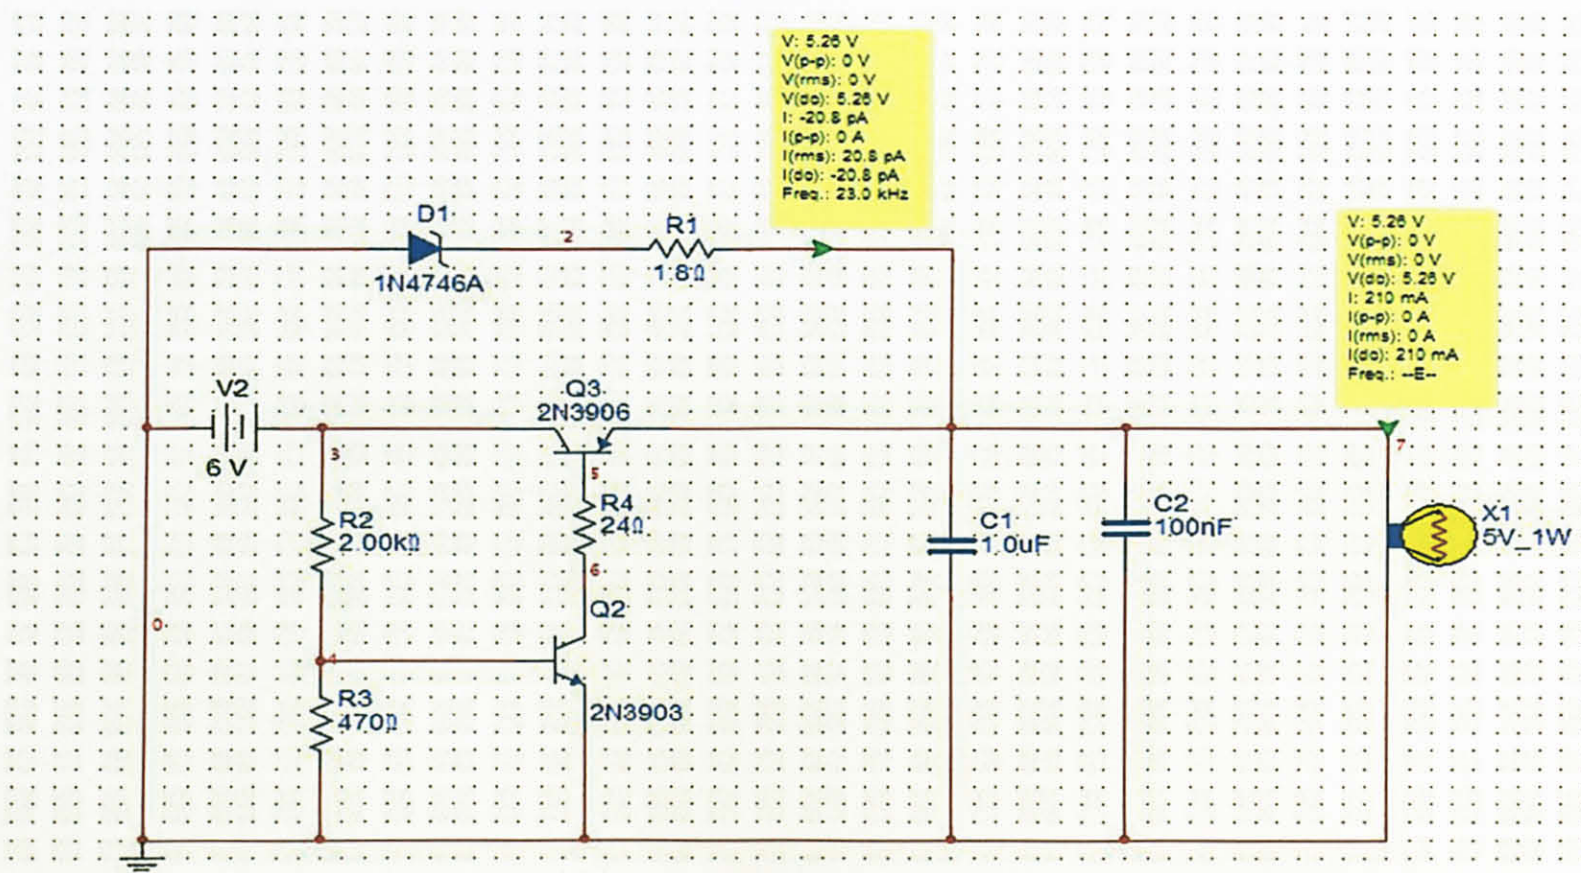 V: 5.26 V
V(p-p): 0 V
V(rms): 0 V
V(dc): 5.26 V
I: -20.8 pA
I(p-p): 0 A
I(rms): 20.8 pA
I(dc): -20.8 pA
Freq.: 23.0 kHz
V: 5.26 V
V(p-p): 0 V
V(rms): 0 V
V(dc): 5.26 V
I: 210 mA
I(p-p): 0 A
I(rms): 0 A
I(dc): 210 mA
Freq.: --E--
D1
1N4746A
2
R1
1.8Ω
V2
6 V
3
Q3
2N3906
5
7
R4
24Ω
R2
2.00kΩ
C1
1.0uF
C2
100nF
X1
5V_1W
6
Q2
0
4
R3
470Ω
2N3903